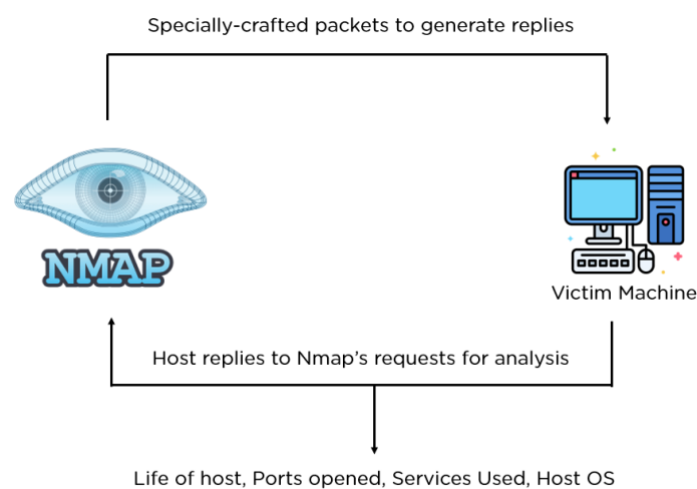 Specially-crafted packets to generate replies
NMAP
Victim Machine
Host replies to Nmap's requests for analysis
Life of host, Ports opened, Services Used, Host OS